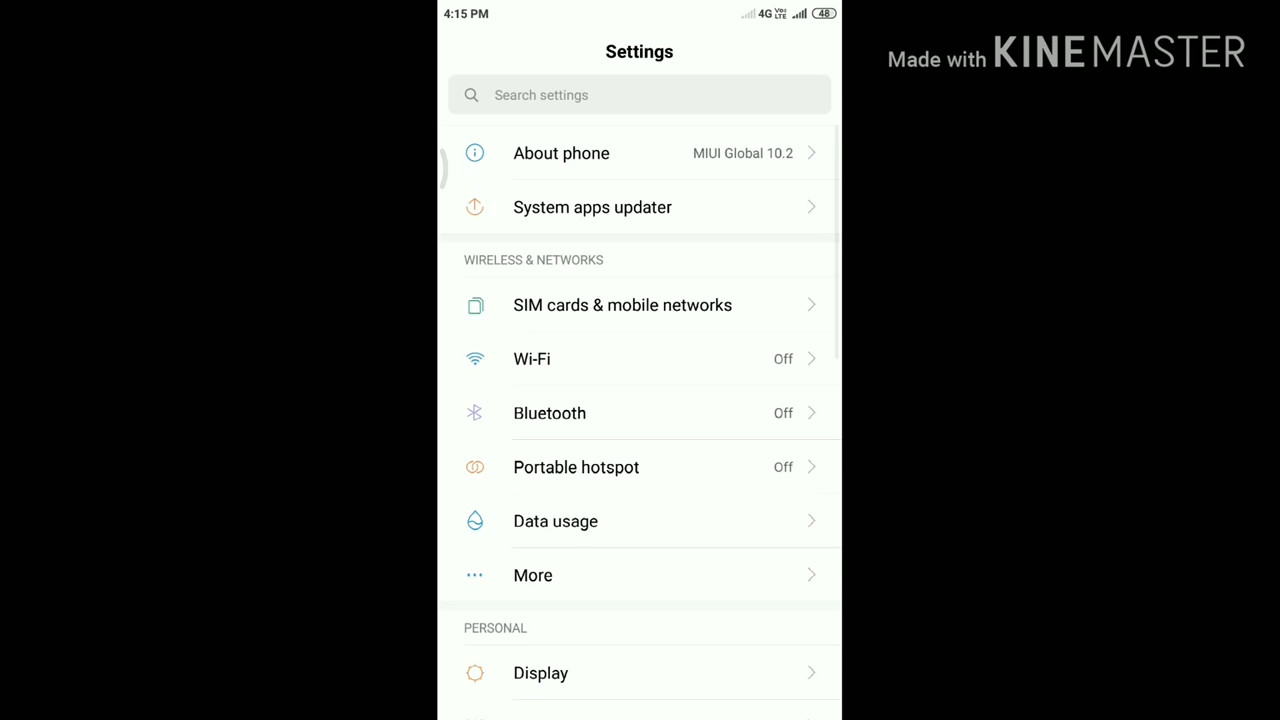 4:15 PM 4G Vo LTE 48
Made with KINEMASTER
Settings
Search settings
About phone MIUI Global 10.2
System apps updater
WIRELESS & NETWORKS
SIM cards & mobile networks
Wi-Fi Off
Bluetooth Off
Portable hotspot Off
Data usage
More
PERSONAL
Display